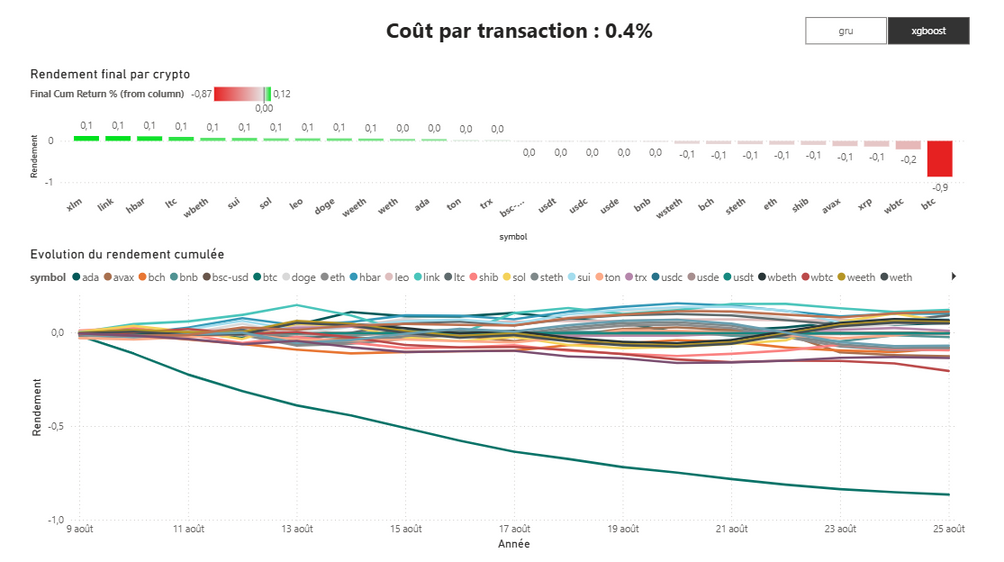 Coût par transaction : 0.4%
gru
xgboost
Rendement final par crypto
Final Cum Return % (from column)
-0,87
0,12
0,00
0,1 0,1 0,1 0,1 0,1 0,1 0,1 0,1 0,1 0,1 0,0 0,0 0,0 0,0
0
0,0 0,0 0,0 0,0 0,0 -0,1 -0,1 -0,1 -0,1 -0,1 -0,1 -0,1 -0,2
-0,9
-1
Rendement
xlm link hbar ltc wbeth sui sol leo doge weeth weth ada ton trx bsc-... usdt usdc usde bnb wsteth bch steth eth shib avax xrp wbtc btc
symbol
Evolution du rendement cumulée
symbol ada avax bch bnb bsc-usd btc doge eth hbar leo link ltc shib sol steth sui ton trx usdc usde usdt wbeth wbtc weeth weth
0,0
-0,5
-1,0
Rendement
9 août 11 août 13 août 15 août 17 août 19 août 21 août 23 août 25 août
Année